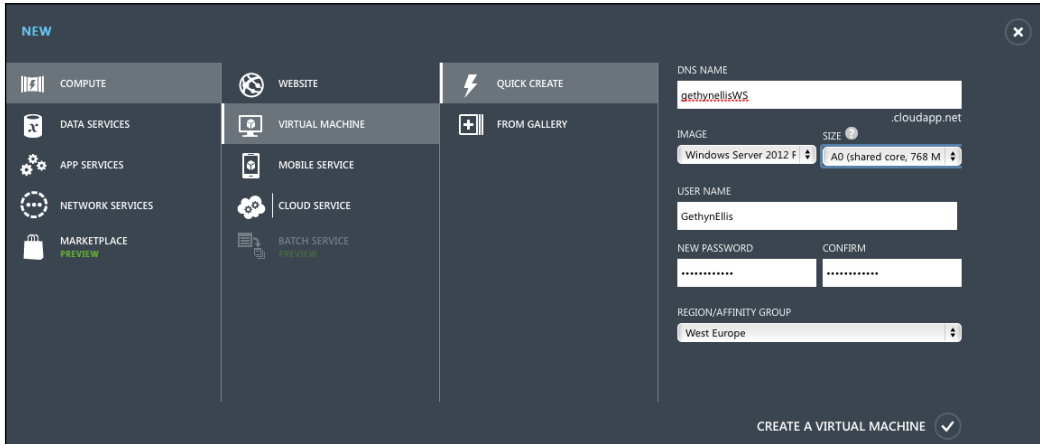 NEW
COMPUTE
DATA SERVICES
APP SERVICES
NETWORK SERVICES
MARKETPLACE
PREVIEW
WEBSITE
VIRTUAL MACHINE
MOBILE SERVICE
CLOUD SERVICE
BATCH SERVICE
PREVIEW
QUICK CREATE
FROM GALLERY
DNS NAME
gethynellisWS
.cloudapp.net
IMAGE
SIZE ?
Windows Server 2012 F
A0 (shared core, 768 M
USER NAME
GethynEllis
NEW PASSWORD
CONFIRM
••••••••••••
••••••••••••
REGION/AFFINITY GROUP
West Europe
CREATE A VIRTUAL MACHINE